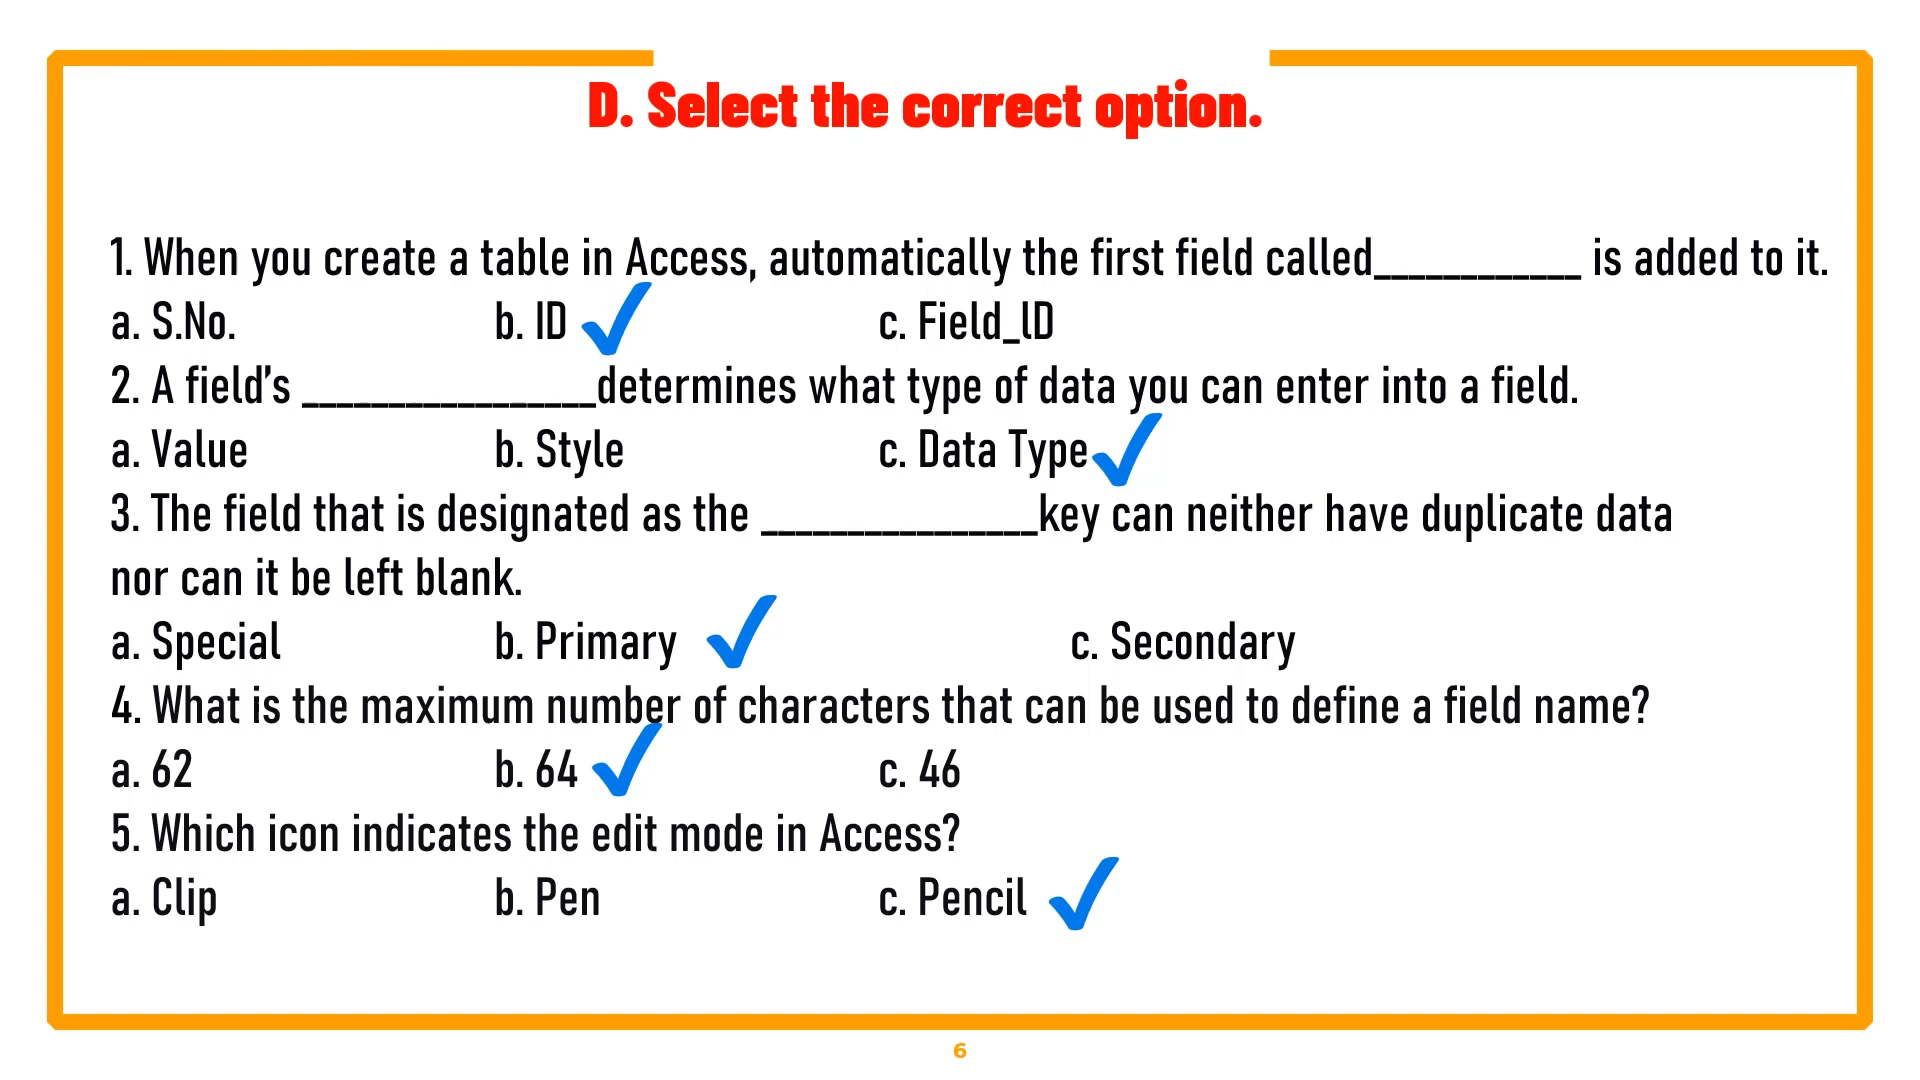 D. Select the correct option.
1. When you create a table in Access, automatically the first field called____________ is added to it.
a. S.No. b. ID c. Field_lD
2. A field’s _________________determines what type of data you can enter into a field.
a. Value b. Style c. Data Type
3. The field that is designated as the ________________key can neither have duplicate data
nor can it be left blank.
a. Special b. Primary c. Secondary
4. What is the maximum number of characters that can be used to define a field name?
a. 62 b. 64 c. 46
5. Which icon indicates the edit mode in Access?
a. Clip b. Pen c. Pencil
6